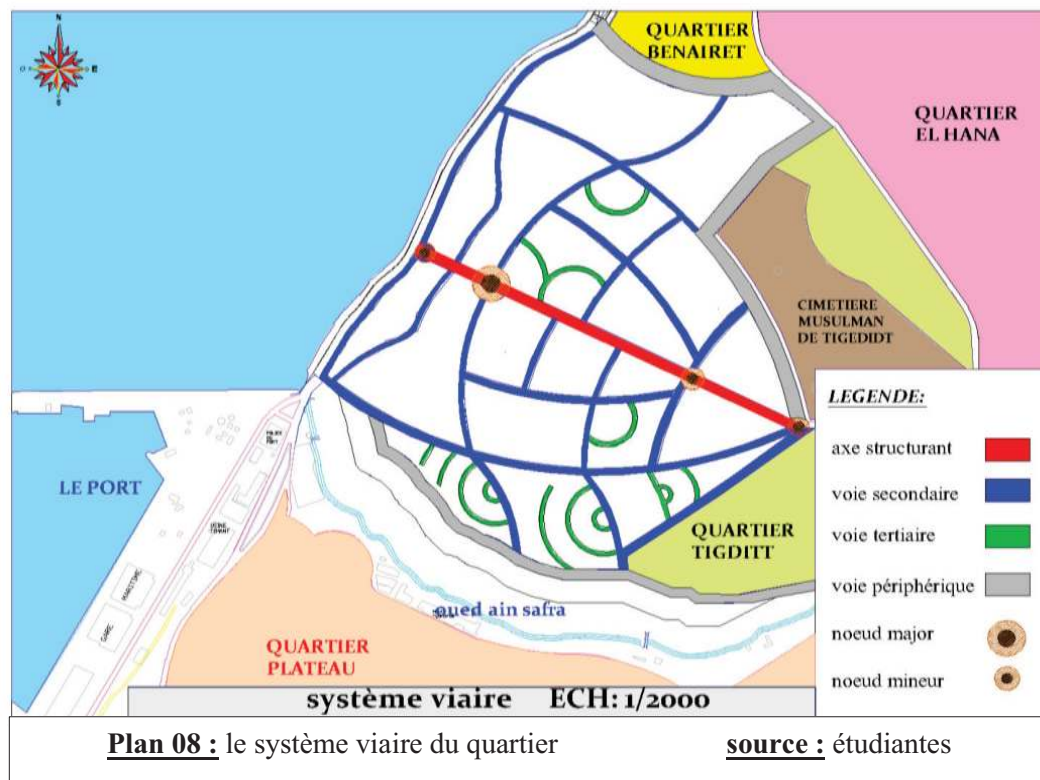 N
O
E
S
QUARTIER
BENAIRET
QUARTIER
EL HANA
CIMETIERE
MUSULMAN
DE TIGEDIDT
LEGENDE:
axe structurant
voie secondaire
voie tertiaire
voie périphérique
noeud major
noeud mineur
LE PORT
MARITIME
GARE
QUARTIER
TIGDITT
oued ain safra
QUARTIER
PLATEAU
système viaire ECH: 1/2000
Plan 08 : le système viaire du quartier source : étudiantes